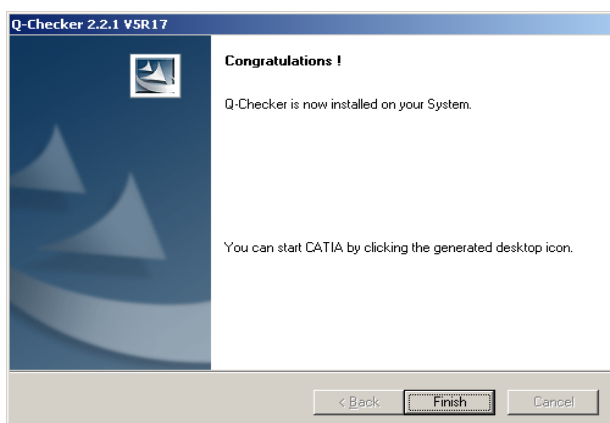 Q-Checker 2.2.1 V5R17
Congratulations !
Q-Checker is now installed on your System.
You can start CATIA by clicking the generated desktop icon.
< Back
Finish
Cancel